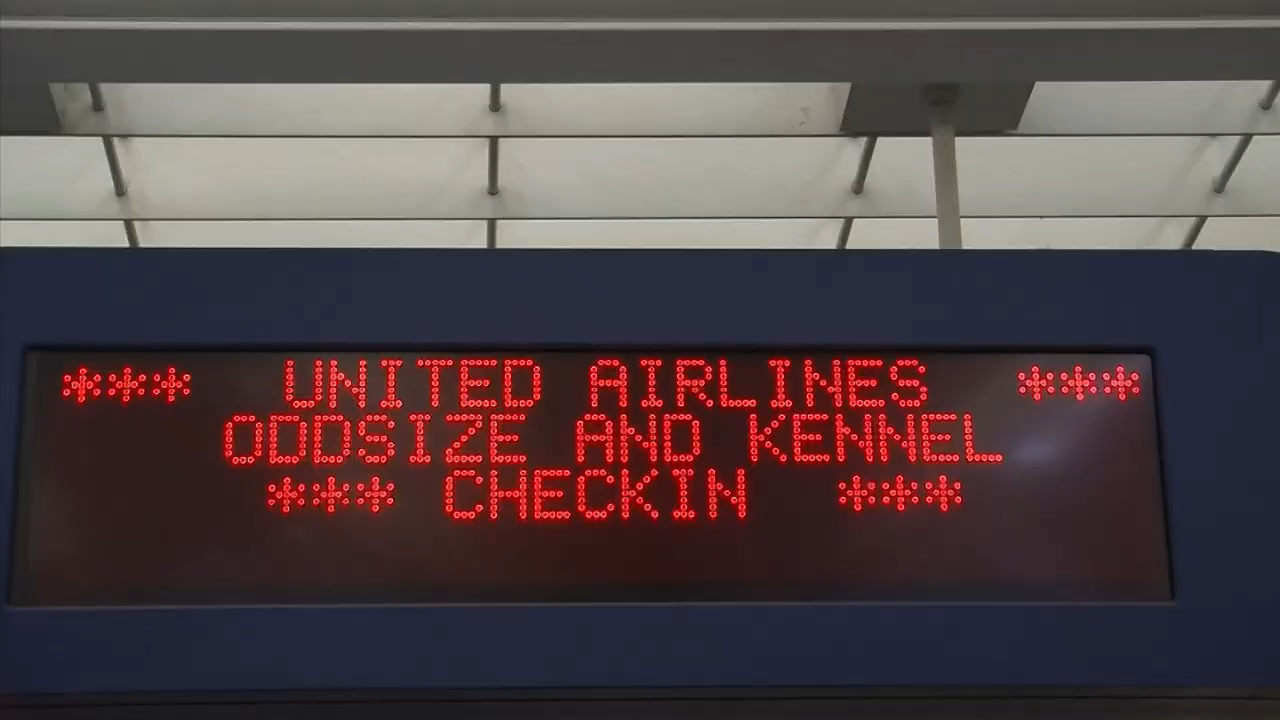 *** UNITED AIRLINES ***
ODDSIZE AND KENNEL
*** CHECKIN ***